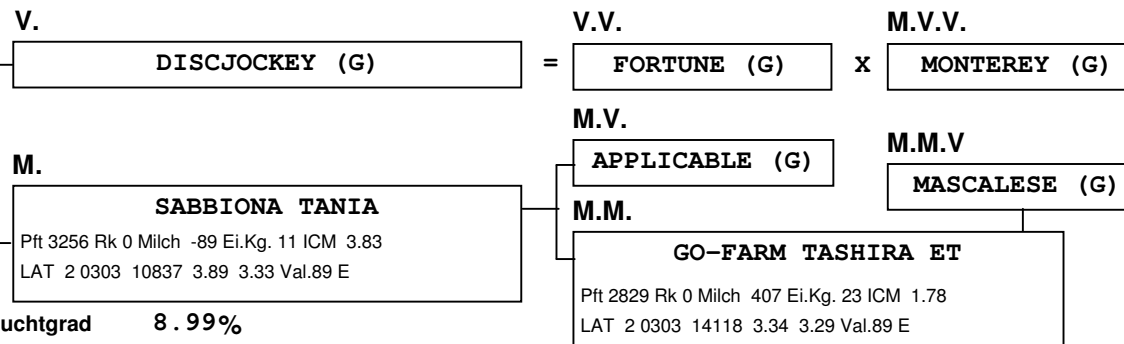 V. V.V. M.V.V.
DISCJOCKEY (G) = FORTUNE (G) X MONTEREY (G)
M.V.
APPLICABLE (G) M.M.V
M. MASCALESE (G)
SABBIONA TANIA M.M.
Pft 3256 Rk 0 Milch -89 Ei.Kg. 11 ICM 3.83 GO-FARM TASHIRA ET
LAT 2 0303 10837 3.89 3.33 Val.89 E
Pft 2829 Rk 0 Milch 407 Ei.Kg. 23 ICM 1.78
uchtgrad 8.99% LAT 2 0303 14118 3.34 3.29 Val.89 E